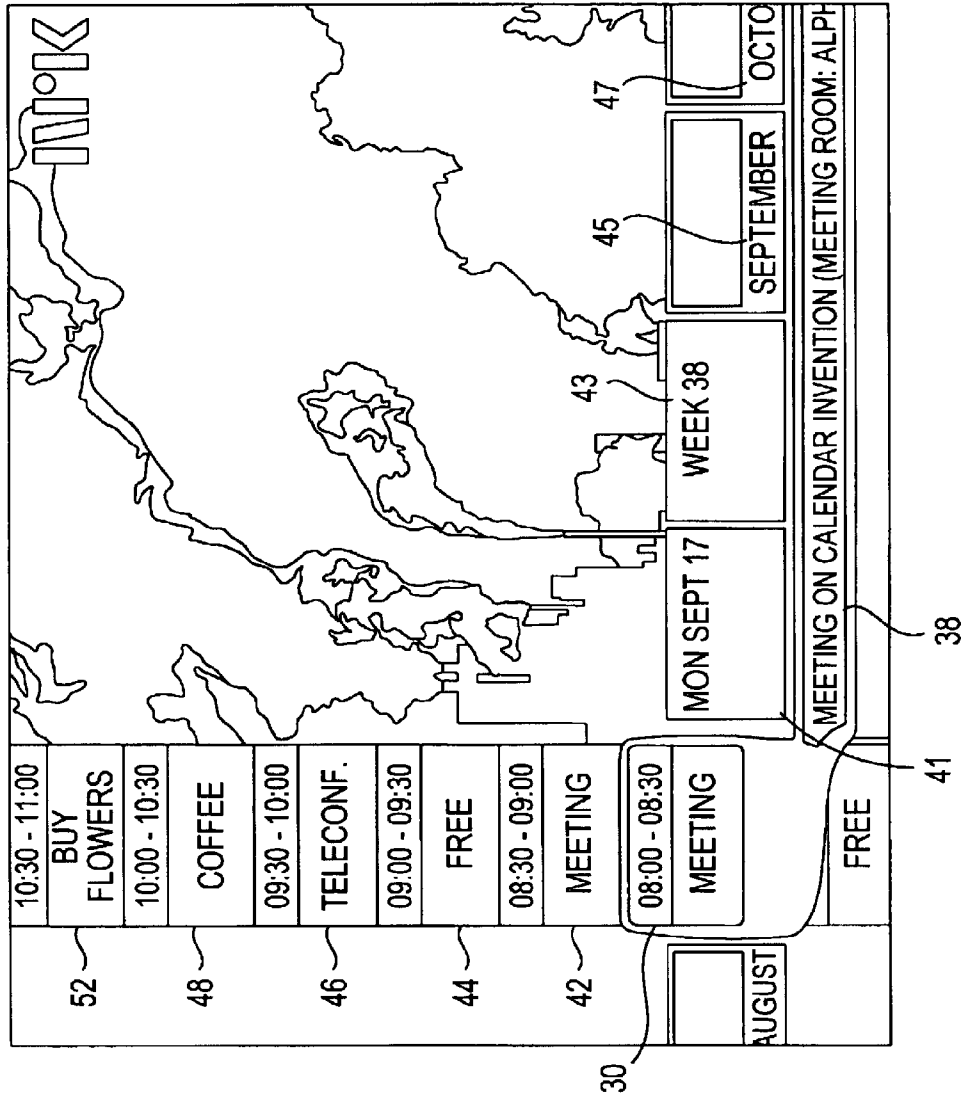 10:30 - 11:00
BUY
FLOWERS
52
10:00 - 10:30
COFFEE
48
09:30 - 10:00
TELECONF.
46
09:00 - 09:30
FREE
44
08:30 - 09:00
MEETING
42
08:00 - 08:30
MEETING
30
AUGUST
MON SEPT 17
41
WEEK 38
43
SEPTEMBER
45
OCTO
47
MEETING ON CALENDAR INVENTION (MEETING ROOM: ALPH
38
FREE